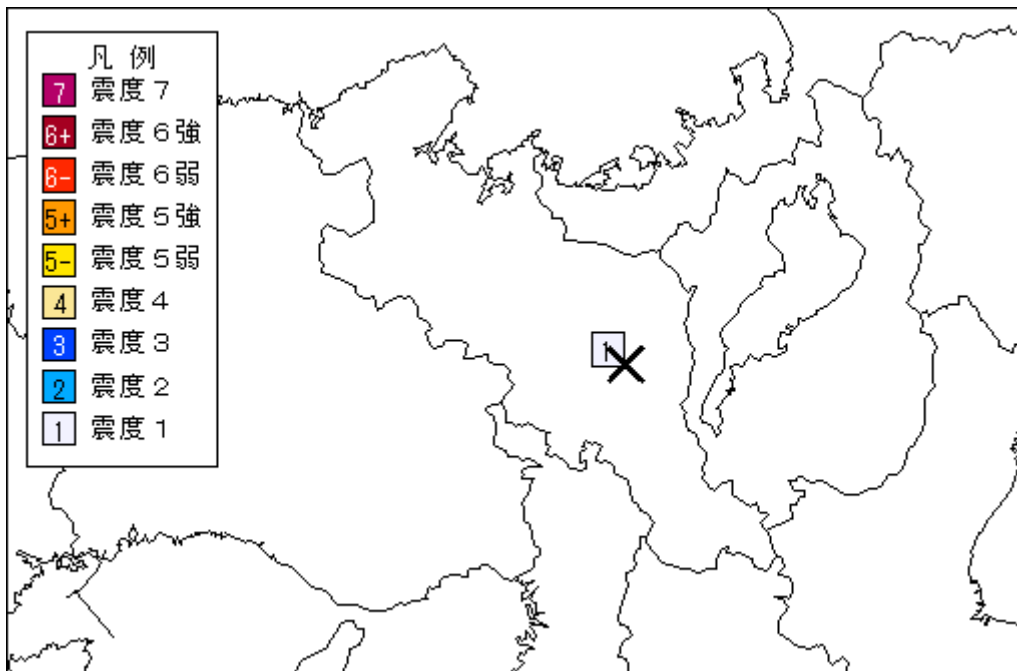 凡 例
7 震度７
6+ 震度６強
6- 震度６弱
5+ 震度５強
5- 震度５弱
4 震度４
3 震度３
2 震度２
1 震度１
1